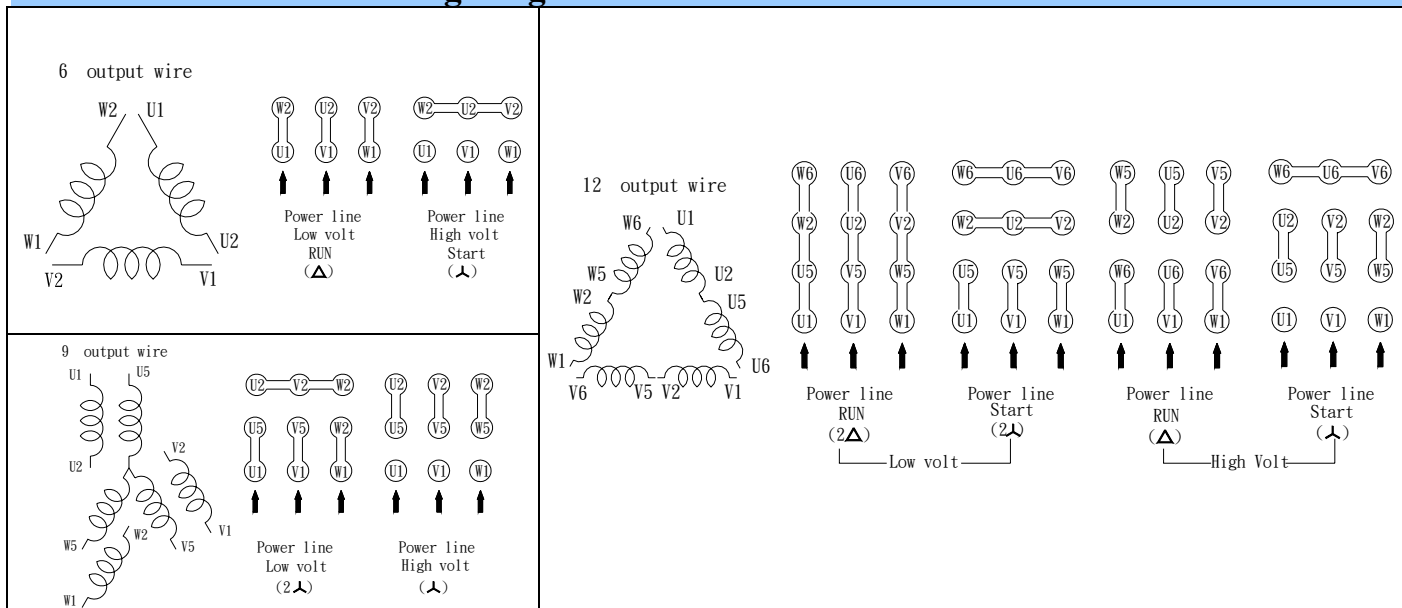 6 output wire
W2 U1
W1 U2
V2 V1
W2 U2 V2
U1 V1 W1
Power line
Low volt
RUN
(△)
W2 U2 V2
U1 V1 W1
Power line
High volt
Start
(⅄)
9 output wire
U1 U5
U2
V2
W5 W2 V5 V1
W1
U2 V2 W2
U5 V5 W2
U1 V1 W1
Power line
Low volt
(2⅄)
U2 V2 W2
U5 V5 W5
U1 V1 W1
Power line
High volt
(⅄)
12 output wire
W6 U1
W5 U2
W2 U5
W1 U6
V6 V5 V2 V1
W6 U6 V6
W2 U2 V2
U5 V5 W5
U1 V1 W1
Power line
RUN
(2△)
W6 U6 V6
W2 U2 V2
U5 V5 W5
U1 V1 W1
Power line
Start
(2⅄)
Low volt
W5 U5 V5
W2 U2 V2
W6 U6 V6
U1 V1 W1
Power line
RUN
(△)
W6 U6 V6
U2 V2 W2
U5 V5 W5
U1 V1 W1
Power line
Start
(⅄)
High Volt